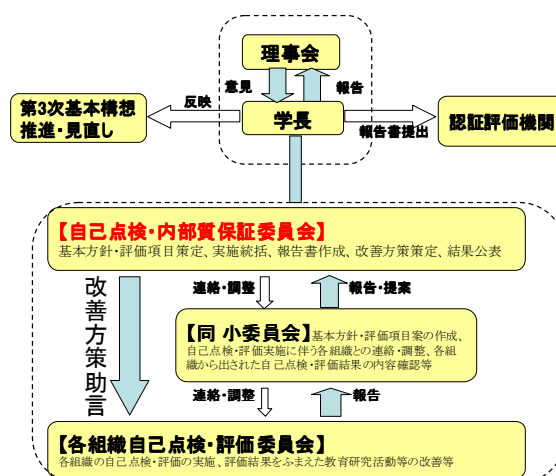 理事会
意見
報告
反映
第3次基本構想
推進・見直し
学長
報告書提出
認証評価機関
【自己点検・内部質保証委員会】
基本方針・評価項目策定、実施統括、報告書作成、改善方策策定、結果公表
改善方策助言
連絡・調整
報告・提案
【同 小委員会】基本方針・評価項目案の作成、
自己点検・評価実施に伴う各組織との連絡・調整、各組
織から出された自己点検・評価結果の内容確認等
連絡・調整
報告
【各組織自己点検・評価委員会】
各組織の自己点検・評価の実施、評価結果をふまえた教育研究活動等の改善等